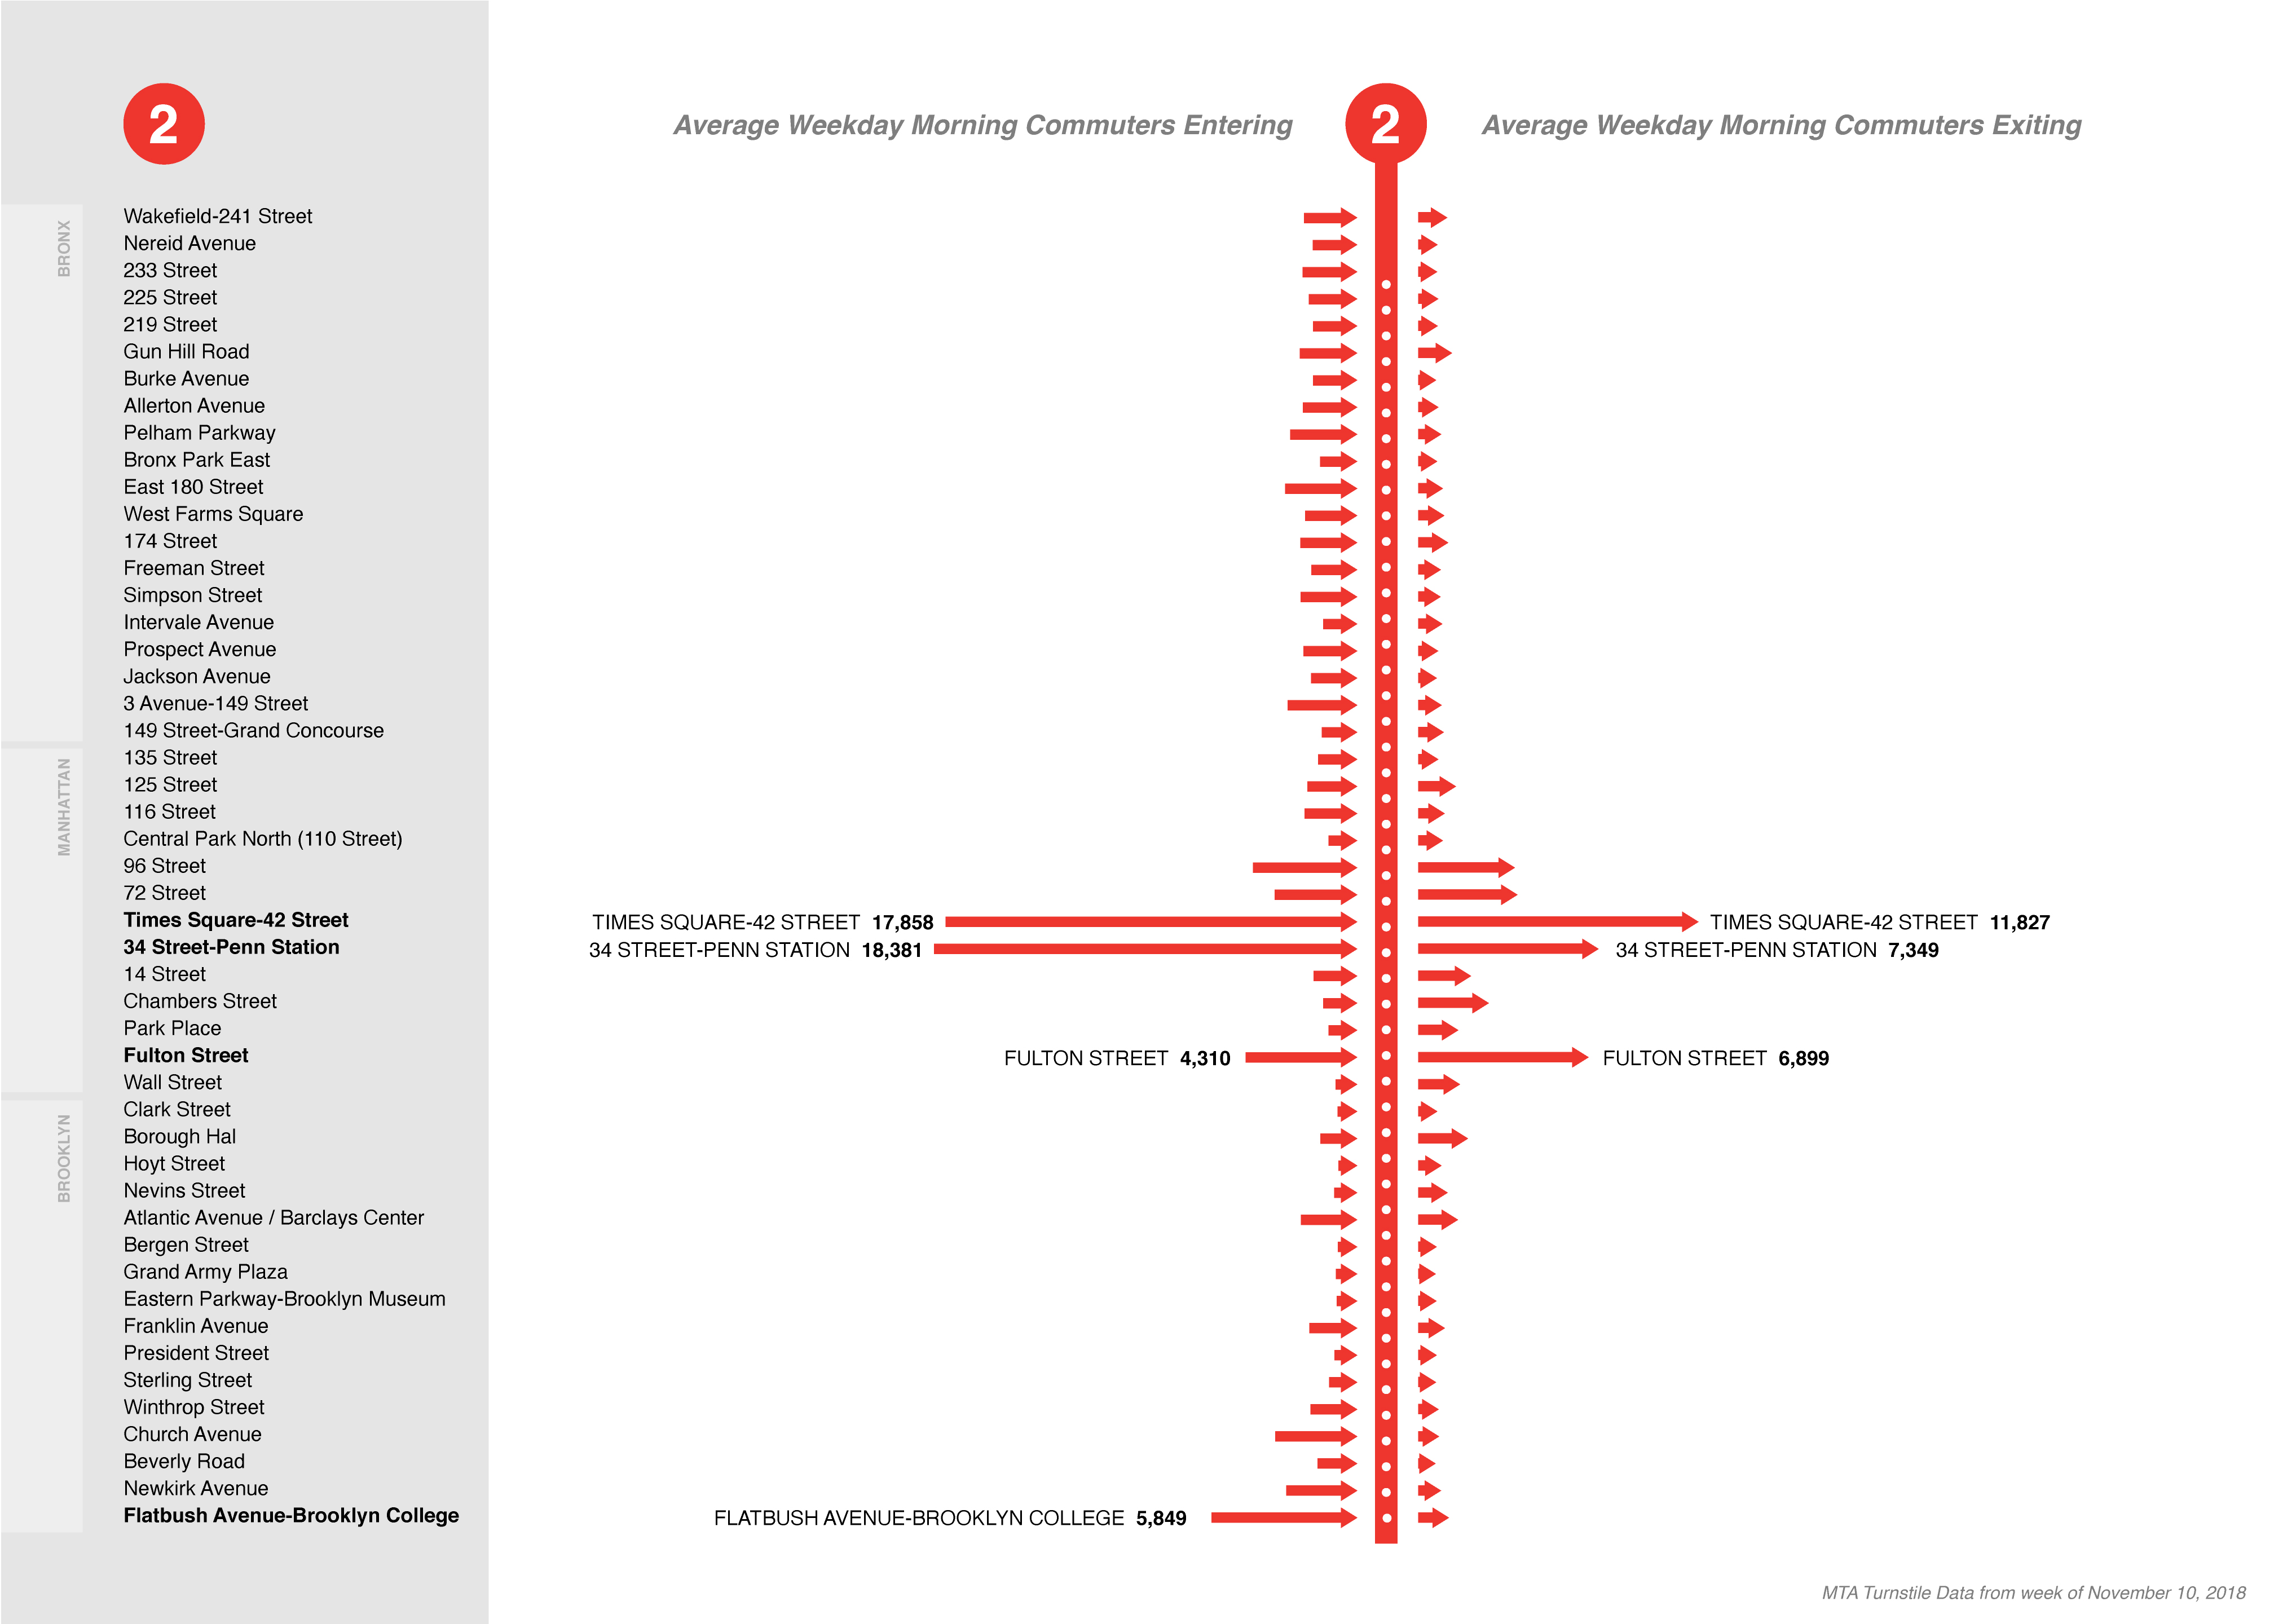 2
Average Weekday Morning Commuters Entering
2
Average Weekday Morning Commuters Exiting
BRONX
Wakefield-241 Street
Nereid Avenue
233 Street
225 Street
219 Street
Gun Hill Road
Burke Avenue
Allerton Avenue
Pelham Parkway
Bronx Park East
East 180 Street
West Farms Square
174 Street
Freeman Street
Simpson Street
Intervale Avenue
Prospect Avenue
Jackson Avenue
3 Avenue-149 Street
149 Street-Grand Concourse
MANHATTAN
135 Street
125 Street
116 Street
Central Park North (110 Street)
96 Street
72 Street
Times Square-42 Street
34 Street-Penn Station
14 Street
Chambers Street
Park Place
Fulton Street
Wall Street
BROOKLYN
Clark Street
Borough Hal
Hoyt Street
Nevins Street
Atlantic Avenue / Barclays Center
Bergen Street
Grand Army Plaza
Eastern Parkway-Brooklyn Museum
Franklin Avenue
President Street
Sterling Street
Winthrop Street
Church Avenue
Beverly Road
Newkirk Avenue
Flatbush Avenue-Brooklyn College
TIMES SQUARE-42 STREET 17,858
34 STREET-PENN STATION 18,381
FULTON STREET 4,310
FLATBUSH AVENUE-BROOKLYN COLLEGE 5,849
TIMES SQUARE-42 STREET 11,827
34 STREET-PENN STATION 7,349
FULTON STREET 6,899
MTA Turnstile Data from week of November 10, 2018